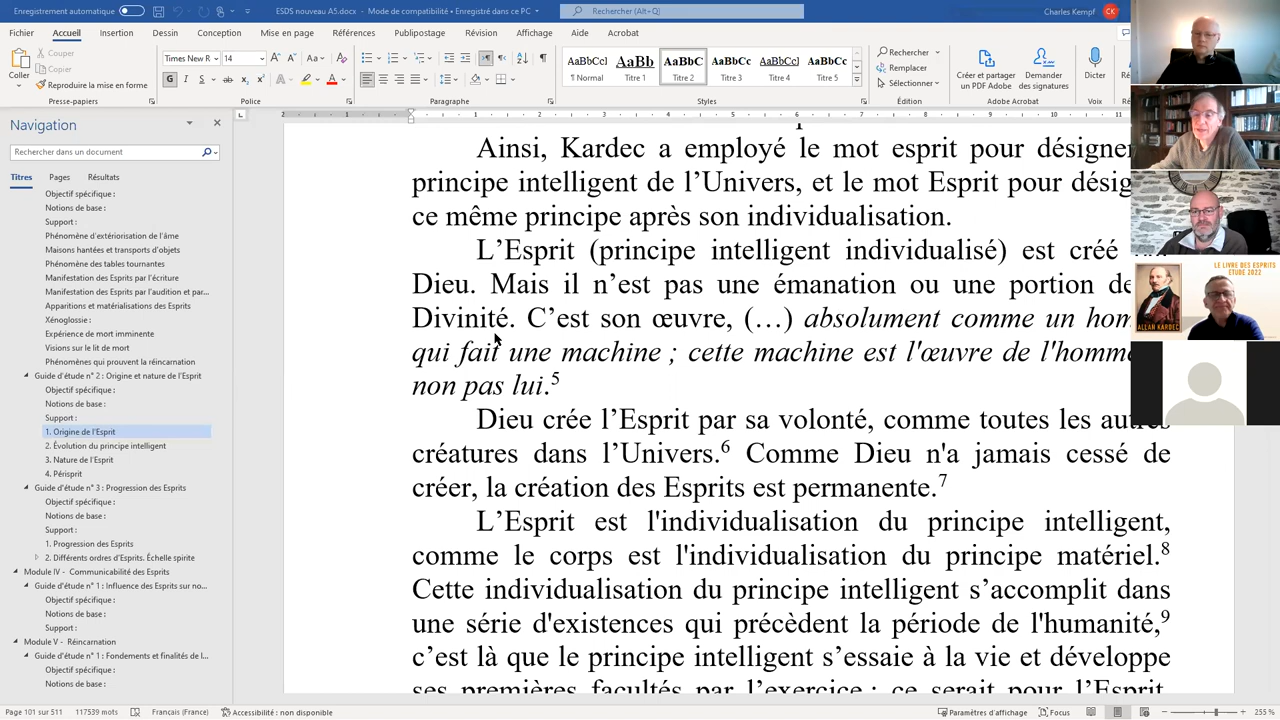 Enregistrement automatique
ESDS nouveau A5.docx - Mode de compatibilité • Enregistré dans ce PC
Rechercher (Alt+Q)
Charles Kempf
CK
Fichier Accueil Insertion Dessin Conception Mise en page Références Publipostage Révision Affichage Aide Acrobat
Coller
Couper
Copier
Reproduire la mise en forme
Presse-papiers
Times New R 14
G I S ab
Police
Paragraphe
AaBbCcI AaBb AaBbC AaBbCc AaBbCcI AaBbCc
¶ Normal Titre 1 Titre 2 Titre 3 Titre 4 Titre 5
Styles
Rechercher
Remplacer
Sélectionner
Édition
Créer et partager
un PDF Adobe
Demander
des signatures
Adobe Acrobat
Dicter
Voix
Navigation
Rechercher dans un document
Titres Pages Résultats
Objectif spécifique :
Notions de base :
Support :
Phénomène d'extériorisation de l'âme
Maisons hantées et transports d'objets
Phénomène des tables tournantes
Manifestation des Esprits par l'écriture
Manifestation des Esprits par l'audition et par...
Apparitions et matérialisations des Esprits
Xénoglossie :
Expérience de mort imminente
Visions sur le lit de mort
Phénomènes qui prouvent la réincarnation
Guide d'étude n° 2 : Origine et nature de l'Esprit
Objectif spécifique :
Notions de base :
Support :
1. Origine de l'Esprit
2. Évolution du principe intelligent
3. Nature de l'Esprit
4. Périsprit
Guide d'étude n° 3 : Progression des Esprits
Objectif spécifique :
Notions de base :
Support :
1. Progression des Esprits
2. Différents ordres d'Esprits. Échelle spirite
Module IV - Communicabilité des Esprits
Guide d'étude n° 1 : Influence des Esprits sur no...
Objectif spécifique :
Notions de base :
Support :
Module V - Réincarnation
Guide d'étude n° 1 : Fondements et finalités de l...
Objectif spécifique :
Notions de base :
Ainsi, Kardec a employé le mot esprit pour désigner
principe intelligent de l'Univers, et le mot Esprit pour désig
ce même principe après son individualisation.
L'Esprit (principe intelligent individualisé) est créé
Dieu. Mais il n'est pas une émanation ou une portion de
Divinité. C'est son œuvre, (…) absolument comme un hom
qui fait une machine ; cette machine est l'œuvre de l'homme
non pas lui.5
Dieu crée l'Esprit par sa volonté, comme toutes les autres
créatures dans l'Univers.6 Comme Dieu n'a jamais cessé de
créer, la création des Esprits est permanente.7
L'Esprit est l'individualisation du principe intelligent,
comme le corps est l'individualisation du principe matériel.8
Cette individualisation du principe intelligent s'accomplit dans
une série d'existences qui précèdent la période de l'humanité,9
c'est là que le principe intelligent s'essaie à la vie et développe
ses premières facultés par l'exercice ; ce serait pour l'Esprit
LE LIVRE DES ESPRITS
ETUDE 2022
ALLAN KARDEC
Page 101 sur 511 117539 mots Français (France) Accessibilité : non disponible
Paramètres d'affichage Focus 255 %